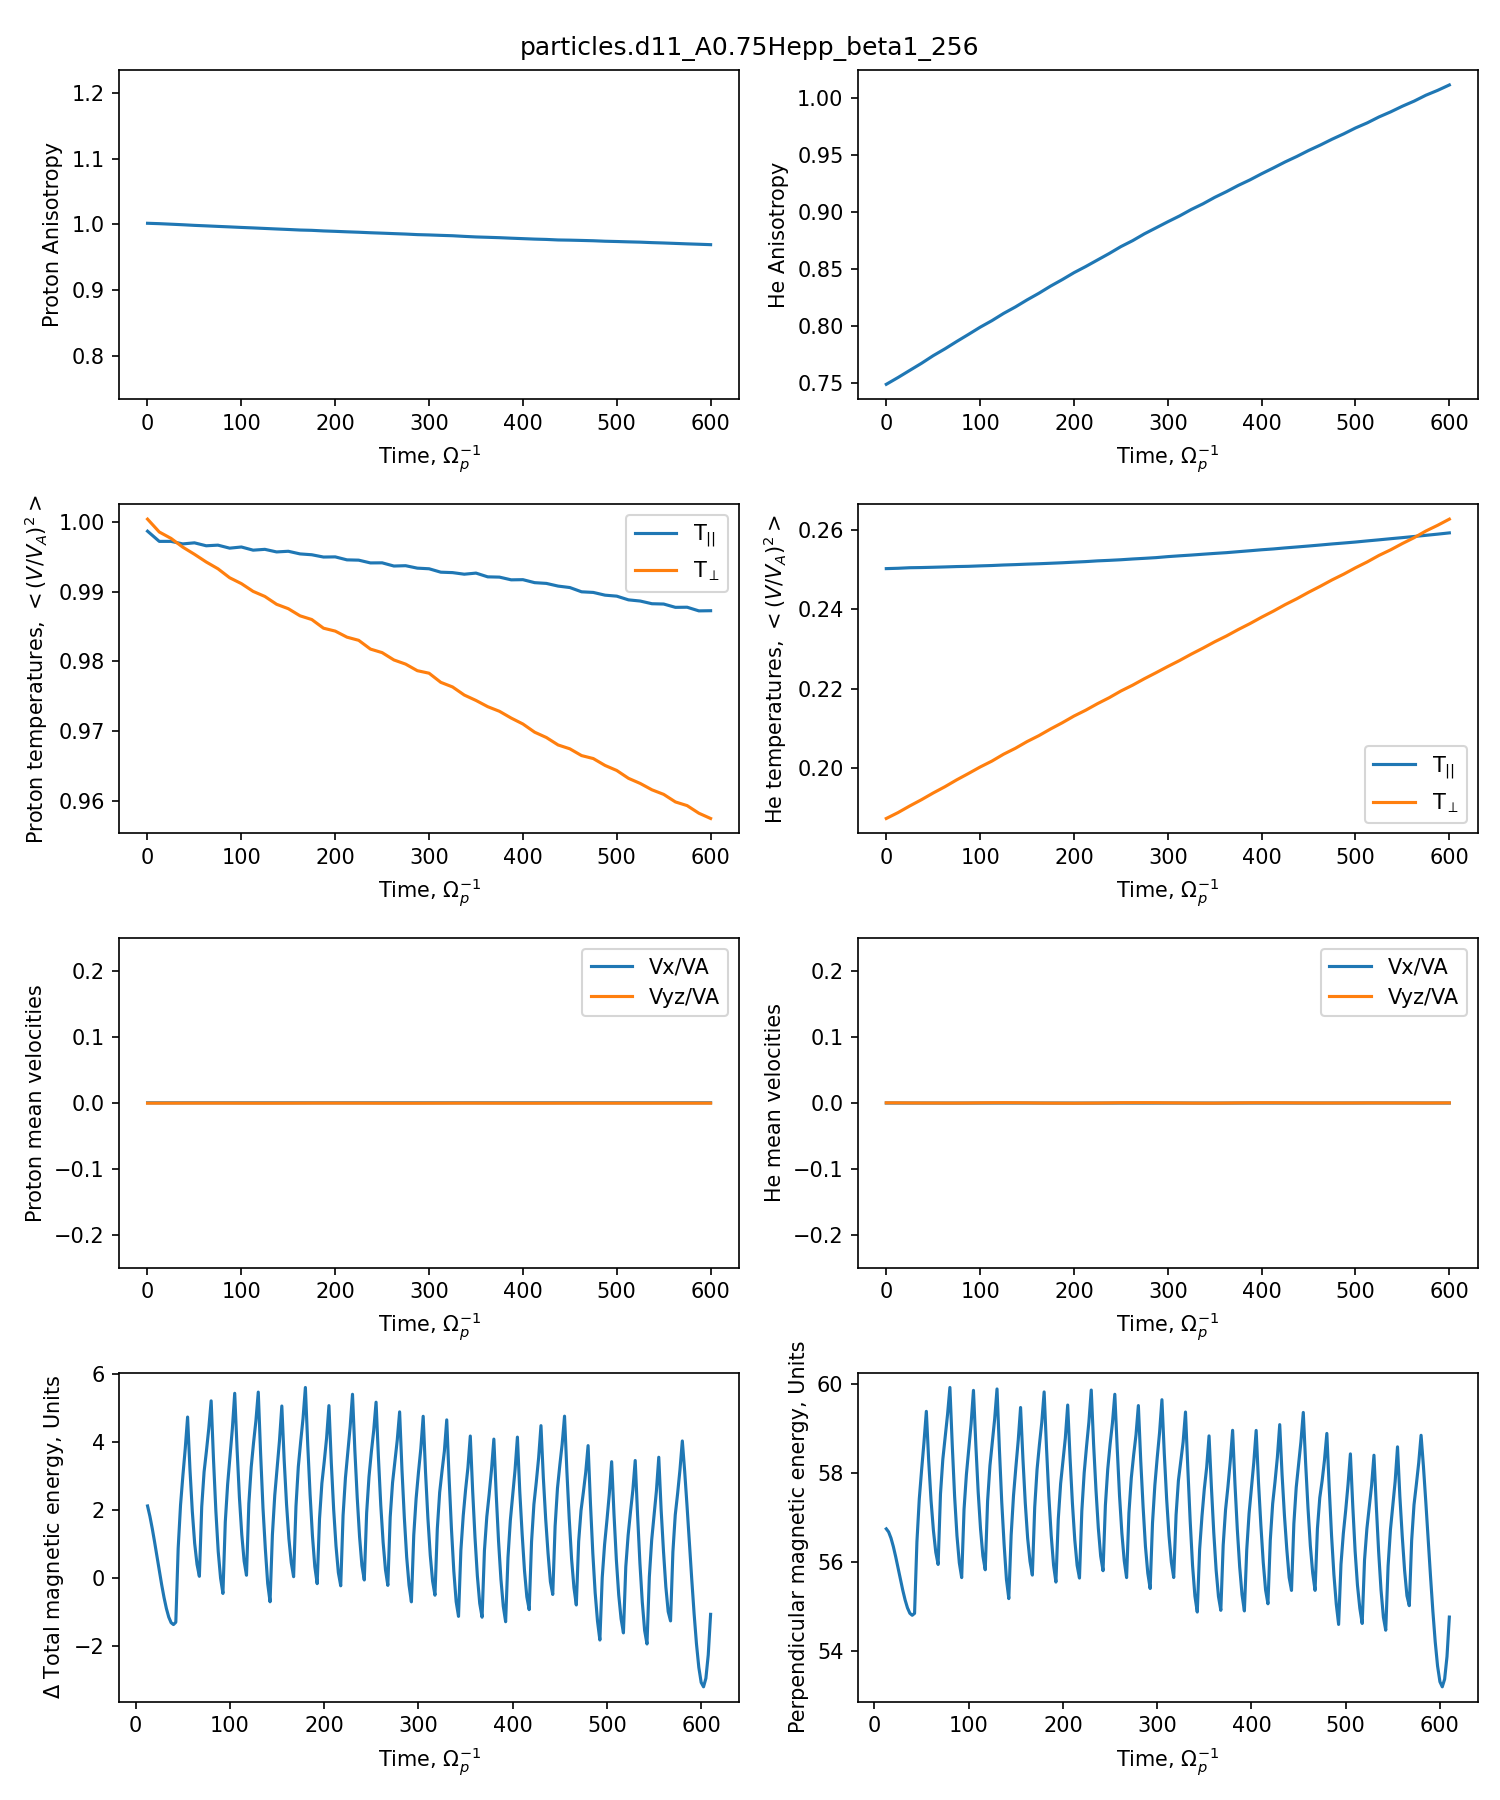 particles.d11_A0.75Hepp_beta1_256
Proton Anisotropy
1.2
1.1
1.0
0.9
0.8
0 100 200 300 400 500 600
Time, Ω_p^{-1}
He Anisotropy
1.00
0.95
0.90
0.85
0.80
0.75
0 100 200 300 400 500 600
Time, Ω_p^{-1}
Proton temperatures, <(V/V_A)^2>
1.00
0.99
0.98
0.97
0.96
T_{||}
T_⊥
0 100 200 300 400 500 600
Time, Ω_p^{-1}
He temperatures, <(V/V_A)^2>
0.26
0.24
0.22
0.20
T_{||}
T_⊥
0 100 200 300 400 500 600
Time, Ω_p^{-1}
Proton mean velocities
0.2
0.1
0.0
−0.1
−0.2
Vx/VA
Vyz/VA
0 100 200 300 400 500 600
Time, Ω_p^{-1}
He mean velocities
0.2
0.1
0.0
−0.1
−0.2
Vx/VA
Vyz/VA
0 100 200 300 400 500 600
Time, Ω_p^{-1}
Δ Total magnetic energy, Units
6
4
2
0
−2
0 100 200 300 400 500 600
Time, Ω_p^{-1}
Perpendicular magnetic energy, Units
60
58
56
54
0 100 200 300 400 500 600
Time, Ω_p^{-1}